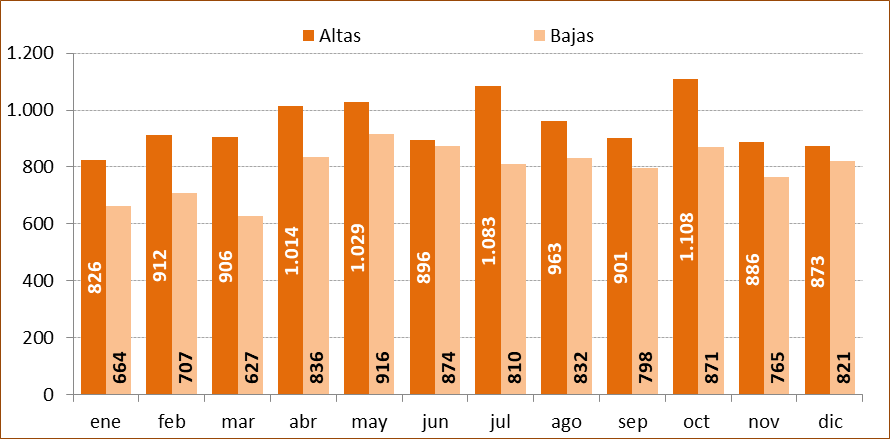 Altas Bajas
1.200
1.000
800
600
400
200
0
826 664 912 707 906 627 1.014 836 1.029 916 896 874 1.083 810 963 832 901 798 1.108 871 886 765 873 821
ene feb mar abr may jun jul ago sep oct nov dic